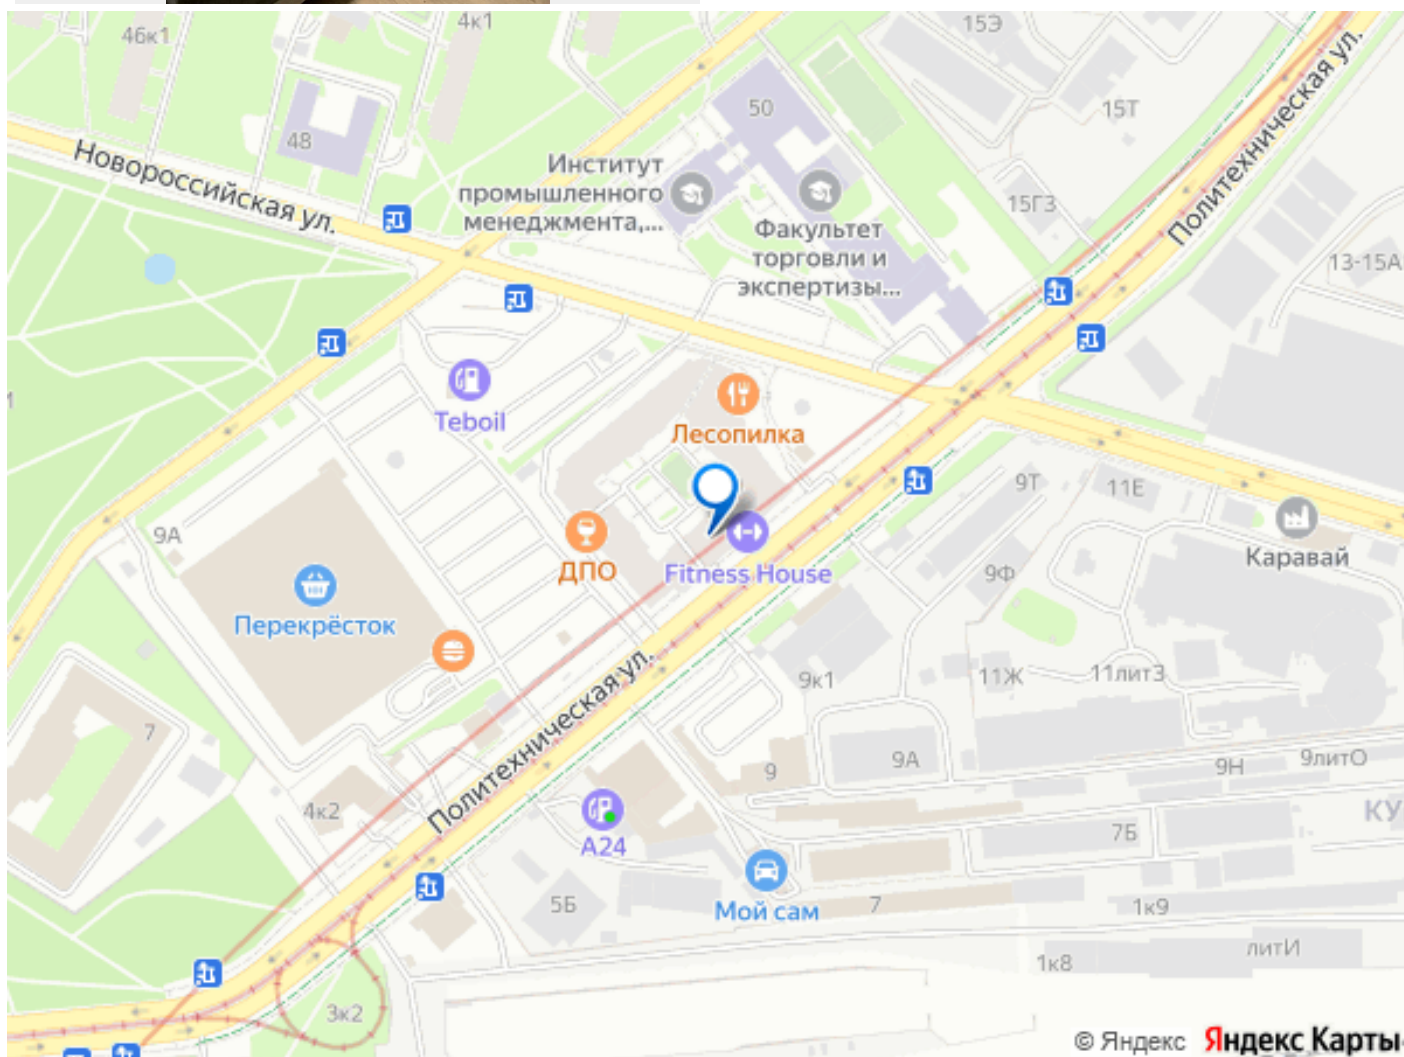 46к1
4к1
15Э
48
50
15Т
Новороссийская ул.
Институт
промышленного
менеджмента,...
Политехническая ул.
15Г3
Факультет
торговли и
экспертизы...
13-15А
Teboil
Лесопилка
9Т
11Е
9А
ДПО
Fitness House
Каравай
9Ф
Перекрёсток
9к1
11Ж
11лит3
7
Политехническая ул.
9
9А
9Н
9литО
4к2
КУ
А24
7Б
5Б
Мой сам
7
1к9
литИ
1к8
3к2
© Яндекс Яндекс Карты